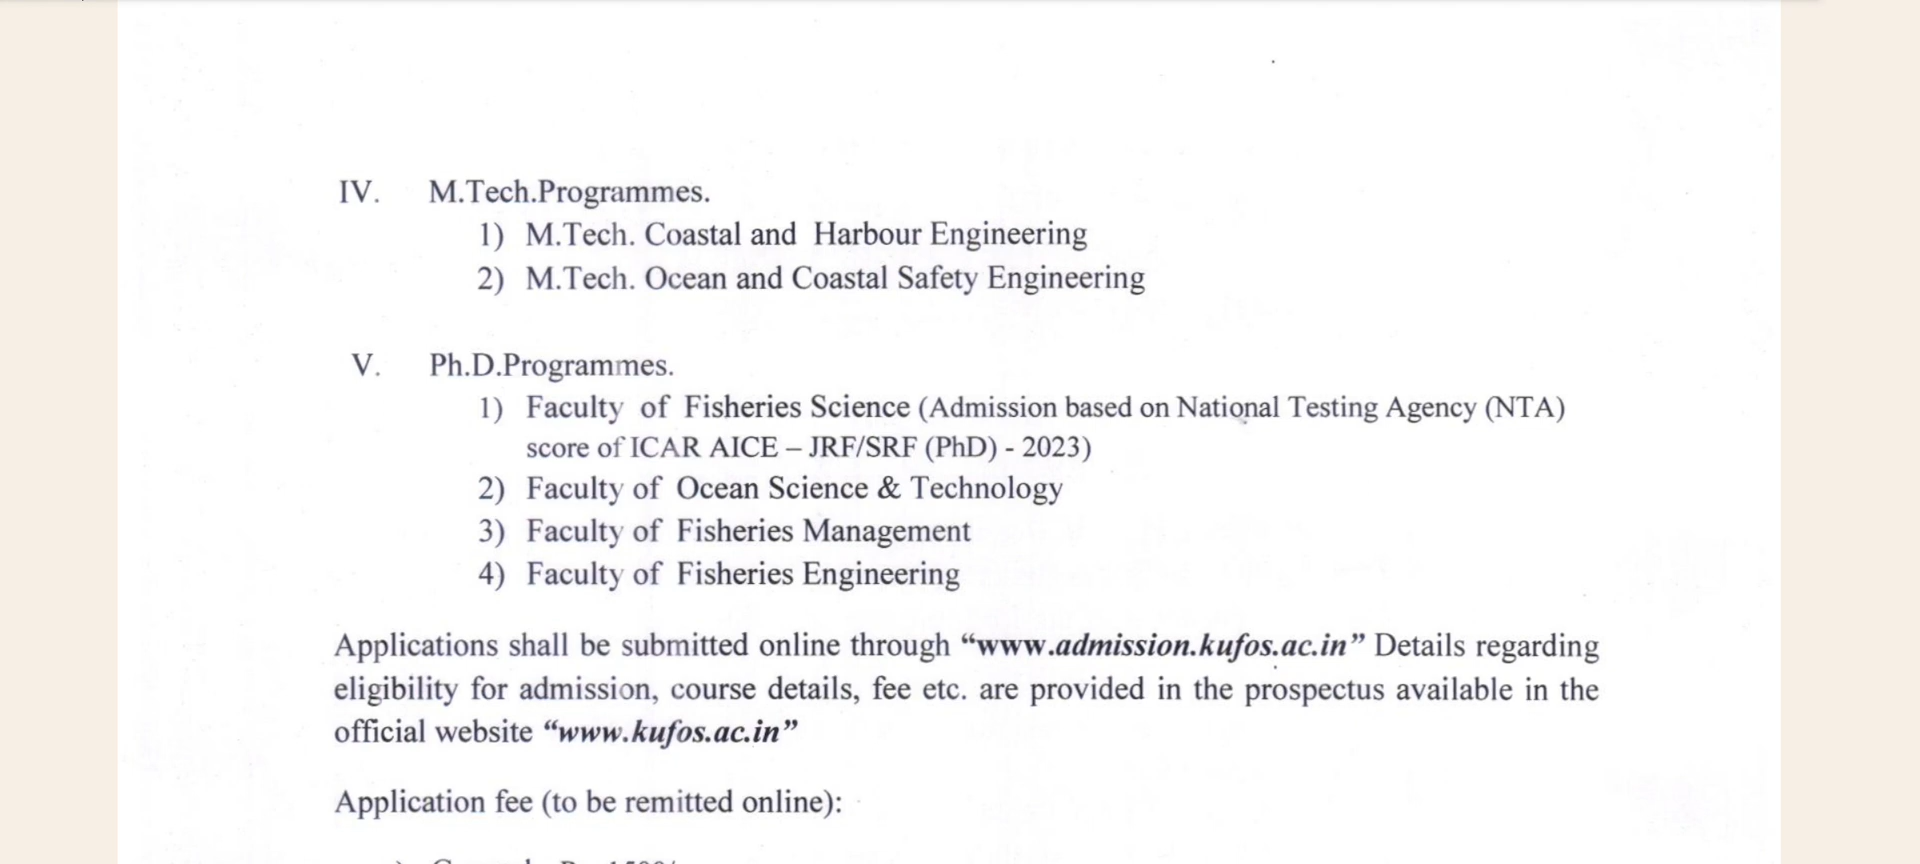 IV. M.Tech.Programmes.
1) M.Tech. Coastal and Harbour Engineering
2) M.Tech. Ocean and Coastal Safety Engineering
V. Ph.D.Programmes.
1) Faculty of Fisheries Science (Admission based on National Testing Agency (NTA)
score of ICAR AICE – JRF/SRF (PhD) - 2023)
2) Faculty of Ocean Science & Technology
3) Faculty of Fisheries Management
4) Faculty of Fisheries Engineering
Applications shall be submitted online through “www.admission.kufos.ac.in” Details regarding
eligibility for admission, course details, fee etc. are provided in the prospectus available in the
official website “www.kufos.ac.in”
Application fee (to be remitted online):